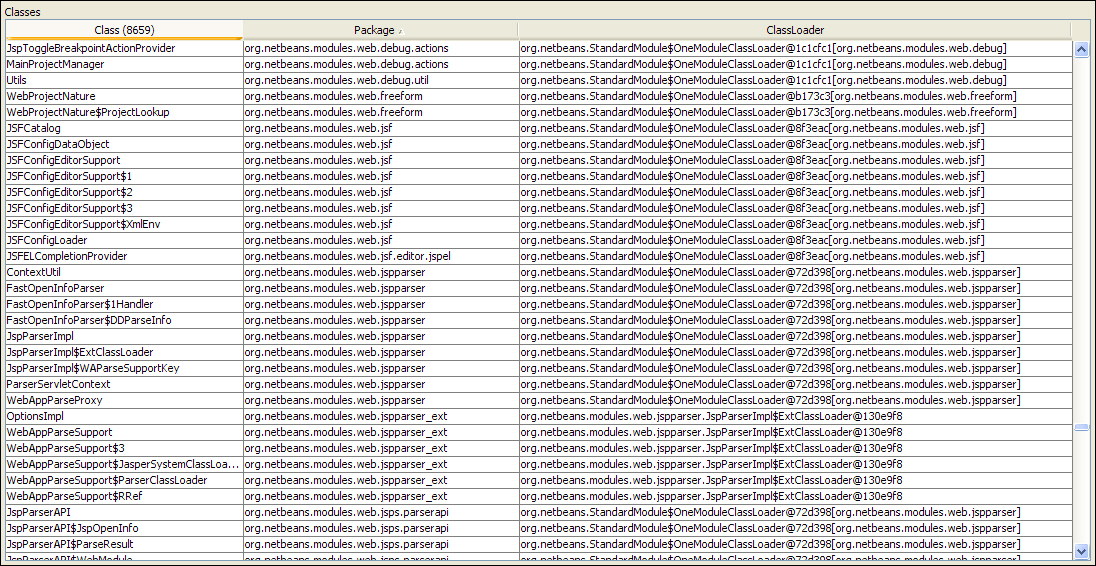 Classes
Class (8659) Package ClassLoader
JspToggleBreakpointActionProvider org.netbeans.modules.web.debug.actions org.netbeans.StandardModule$OneModuleClassLoader@1c1cfc1[org.netbeans.modules.web.debug]
MainProjectManager org.netbeans.modules.web.debug.actions org.netbeans.StandardModule$OneModuleClassLoader@1c1cfc1[org.netbeans.modules.web.debug]
Utils org.netbeans.modules.web.debug.util org.netbeans.StandardModule$OneModuleClassLoader@1c1cfc1[org.netbeans.modules.web.debug]
WebProjectNature org.netbeans.modules.web.freeform org.netbeans.StandardModule$OneModuleClassLoader@b173c3[org.netbeans.modules.web.freeform]
WebProjectNature$ProjectLookup org.netbeans.modules.web.freeform org.netbeans.StandardModule$OneModuleClassLoader@b173c3[org.netbeans.modules.web.freeform]
JSFCatalog org.netbeans.modules.web.jsf org.netbeans.StandardModule$OneModuleClassLoader@8f3eac[org.netbeans.modules.web.jsf]
JSFConfigDataObject org.netbeans.modules.web.jsf org.netbeans.StandardModule$OneModuleClassLoader@8f3eac[org.netbeans.modules.web.jsf]
JSFConfigEditorSupport org.netbeans.modules.web.jsf org.netbeans.StandardModule$OneModuleClassLoader@8f3eac[org.netbeans.modules.web.jsf]
JSFConfigEditorSupport$1 org.netbeans.modules.web.jsf org.netbeans.StandardModule$OneModuleClassLoader@8f3eac[org.netbeans.modules.web.jsf]
JSFConfigEditorSupport$2 org.netbeans.modules.web.jsf org.netbeans.StandardModule$OneModuleClassLoader@8f3eac[org.netbeans.modules.web.jsf]
JSFConfigEditorSupport$3 org.netbeans.modules.web.jsf org.netbeans.StandardModule$OneModuleClassLoader@8f3eac[org.netbeans.modules.web.jsf]
JSFConfigEditorSupport$XmlEnv org.netbeans.modules.web.jsf org.netbeans.StandardModule$OneModuleClassLoader@8f3eac[org.netbeans.modules.web.jsf]
JSFConfigLoader org.netbeans.modules.web.jsf org.netbeans.StandardModule$OneModuleClassLoader@8f3eac[org.netbeans.modules.web.jsf]
JSFELCompletionProvider org.netbeans.modules.web.jsf.editor.jspel org.netbeans.StandardModule$OneModuleClassLoader@8f3eac[org.netbeans.modules.web.jsf]
ContextUtil org.netbeans.modules.web.jspparser org.netbeans.StandardModule$OneModuleClassLoader@72d398[org.netbeans.modules.web.jspparser]
FastOpenInfoParser org.netbeans.modules.web.jspparser org.netbeans.StandardModule$OneModuleClassLoader@72d398[org.netbeans.modules.web.jspparser]
FastOpenInfoParser$1Handler org.netbeans.modules.web.jspparser org.netbeans.StandardModule$OneModuleClassLoader@72d398[org.netbeans.modules.web.jspparser]
FastOpenInfoParser$DDParseInfo org.netbeans.modules.web.jspparser org.netbeans.StandardModule$OneModuleClassLoader@72d398[org.netbeans.modules.web.jspparser]
JspParserImpl org.netbeans.modules.web.jspparser org.netbeans.StandardModule$OneModuleClassLoader@72d398[org.netbeans.modules.web.jspparser]
JspParserImpl$ExtClassLoader org.netbeans.modules.web.jspparser org.netbeans.StandardModule$OneModuleClassLoader@72d398[org.netbeans.modules.web.jspparser]
JspParserImpl$WAParseSupportKey org.netbeans.modules.web.jspparser org.netbeans.StandardModule$OneModuleClassLoader@72d398[org.netbeans.modules.web.jspparser]
ParserServletContext org.netbeans.modules.web.jspparser org.netbeans.StandardModule$OneModuleClassLoader@72d398[org.netbeans.modules.web.jspparser]
WebAppParseProxy org.netbeans.modules.web.jspparser org.netbeans.StandardModule$OneModuleClassLoader@72d398[org.netbeans.modules.web.jspparser]
OptionsImpl org.netbeans.modules.web.jspparser_ext org.netbeans.modules.web.jspparser.JspParserImpl$ExtClassLoader@130e9f8
WebAppParseSupport org.netbeans.modules.web.jspparser_ext org.netbeans.modules.web.jspparser.JspParserImpl$ExtClassLoader@130e9f8
WebAppParseSupport$3 org.netbeans.modules.web.jspparser_ext org.netbeans.modules.web.jspparser.JspParserImpl$ExtClassLoader@130e9f8
WebAppParseSupport$JasperSystemClassLoa... org.netbeans.modules.web.jspparser_ext org.netbeans.modules.web.jspparser.JspParserImpl$ExtClassLoader@130e9f8
WebAppParseSupport$ParserClassLoader org.netbeans.modules.web.jspparser_ext org.netbeans.modules.web.jspparser.JspParserImpl$ExtClassLoader@130e9f8
WebAppParseSupport$RRef org.netbeans.modules.web.jspparser_ext org.netbeans.modules.web.jspparser.JspParserImpl$ExtClassLoader@130e9f8
JspParserAPI org.netbeans.modules.web.jsps.parserapi org.netbeans.StandardModule$OneModuleClassLoader@72d398[org.netbeans.modules.web.jspparser]
JspParserAPI$JspOpenInfo org.netbeans.modules.web.jsps.parserapi org.netbeans.StandardModule$OneModuleClassLoader@72d398[org.netbeans.modules.web.jspparser]
JspParserAPI$ParseResult org.netbeans.modules.web.jsps.parserapi org.netbeans.StandardModule$OneModuleClassLoader@72d398[org.netbeans.modules.web.jspparser]
JspParserAPI$WebModule org.netbeans.modules.web.jsps.parserapi org.netbeans.StandardModule$OneModuleClassLoader@72d398[org.netbeans.modules.web.jspparser]